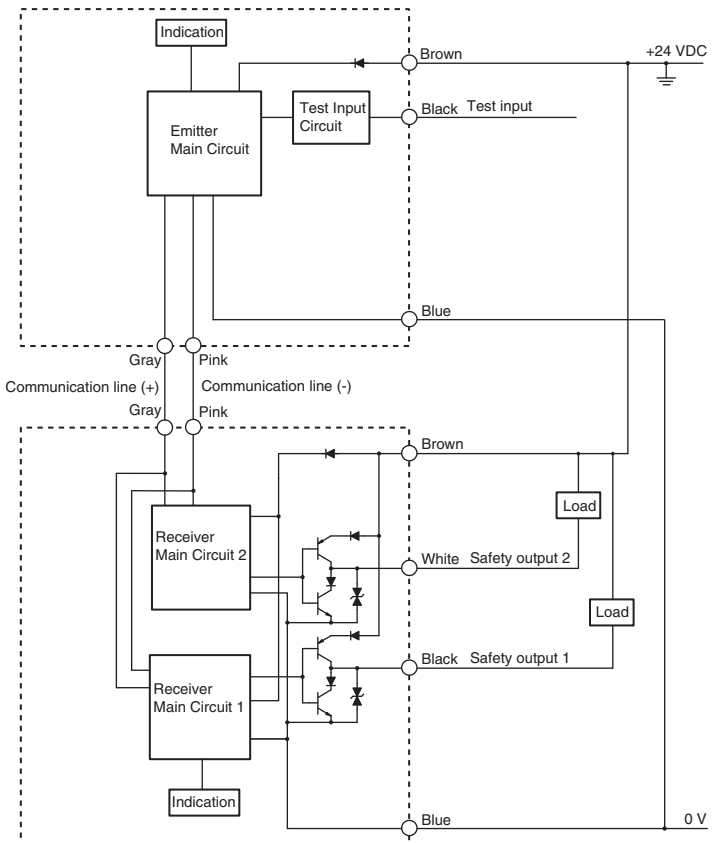 Indication
Brown
+24 VDC
Emitter
Main Circuit
Test Input
Circuit
Black Test input
Blue
Gray Pink
Communication line (+) Communication line (-)
Gray Pink
Brown
Load
Receiver
Main Circuit 2
White Safety output 2
Load
Black Safety output 1
Receiver
Main Circuit 1
Indication
Blue
0 V